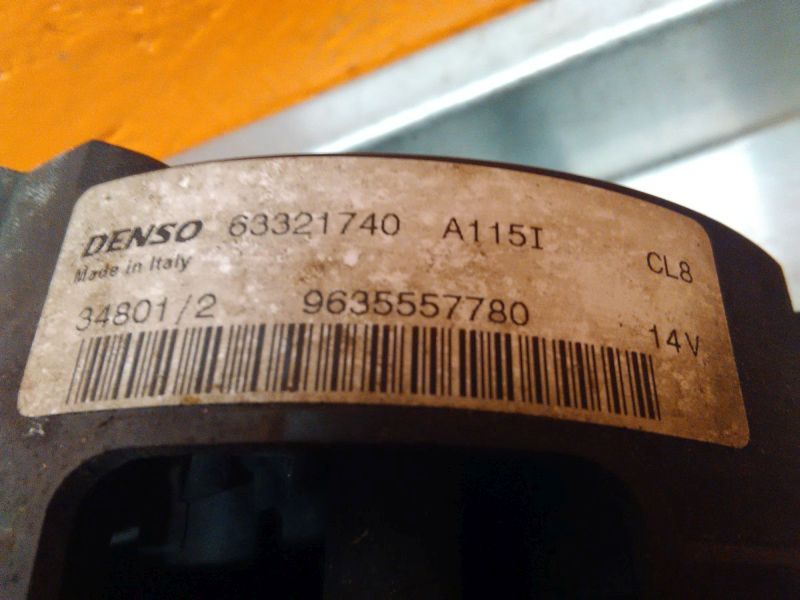 DENSO 63321740 A115I CL8
Made in Italy
34801/2 9635557780 14V